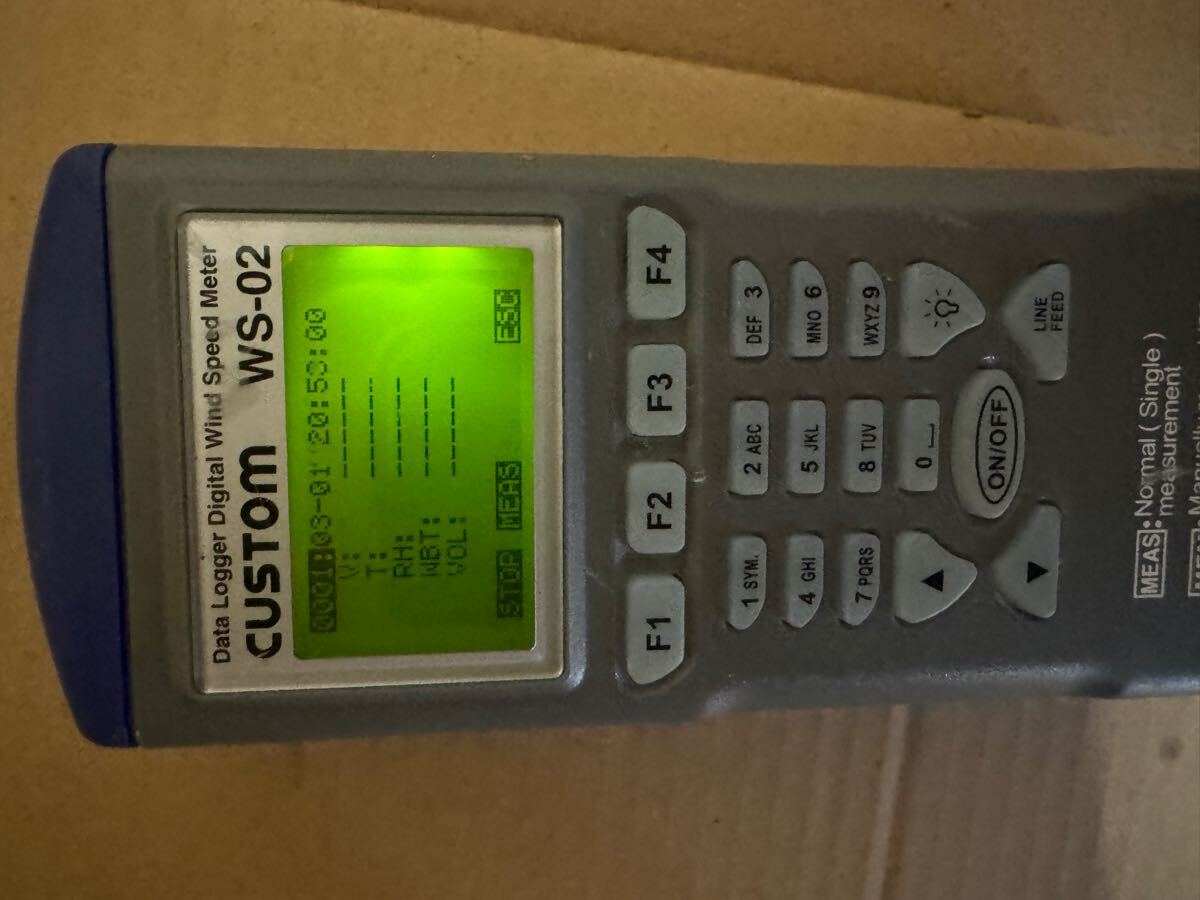 Data Logger Digital Wind Speed Meter
CUSTOM WS-02
0001:03-01'20:53:00
V: -----
T: -----
RH: -----
WBT: -----
VOL: -----
STOP MEAS ESC
F1 F2 F3 F4
1 SYM. 2 ABC DEF 3
4 GHI 5 JKL MNO 6
7 PQRS 8 TUV WXYZ 9
▲ 0 ⎵
▼ ON/OFF LINE FEED
MEAS : Normal ( Single )
measurement